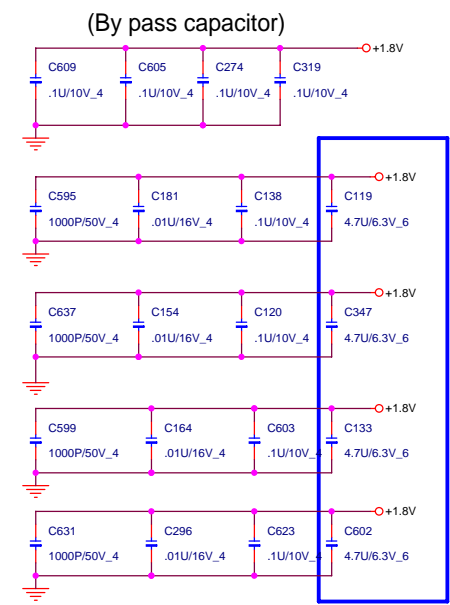 (By pass capacitor)
+1.8V
C609 C605 C274 C319
.1U/10V_4 .1U/10V_4 .1U/10V_4 .1U/10V_4
+1.8V
C595 C181 C138 C119
1000P/50V_4 .01U/16V_4 .1U/10V_4 4.7U/6.3V_6
+1.8V
C637 C154 C120 C347
1000P/50V_4 .01U/16V_4 .1U/10V_4 4.7U/6.3V_6
+1.8V
C599 C164 C603 C133
1000P/50V_4 .01U/16V_4 .1U/10V_4 4.7U/6.3V_6
+1.8V
C631 C296 C623 C602
1000P/50V_4 .01U/16V_4 .1U/10V_4 4.7U/6.3V_6